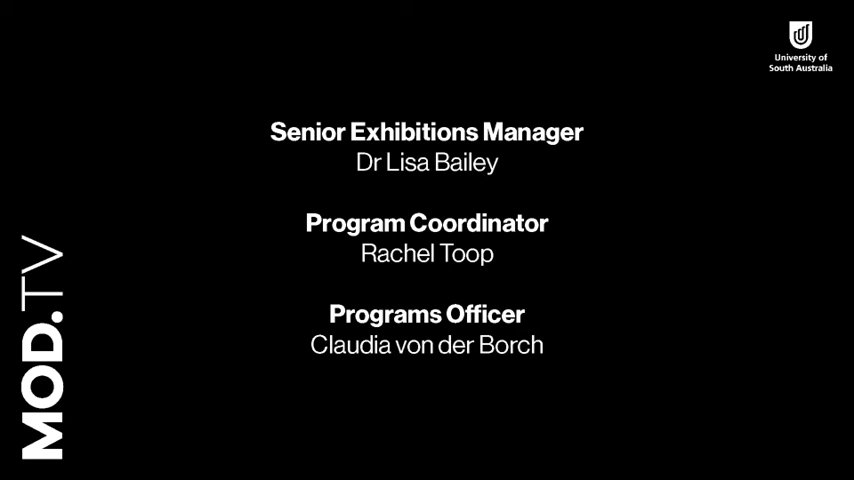 University of
South Australia
Senior Exhibitions Manager
Dr Lisa Bailey
Program Coordinator
Rachel Toop
Programs Officer
Claudia von der Borch
MOD.TV